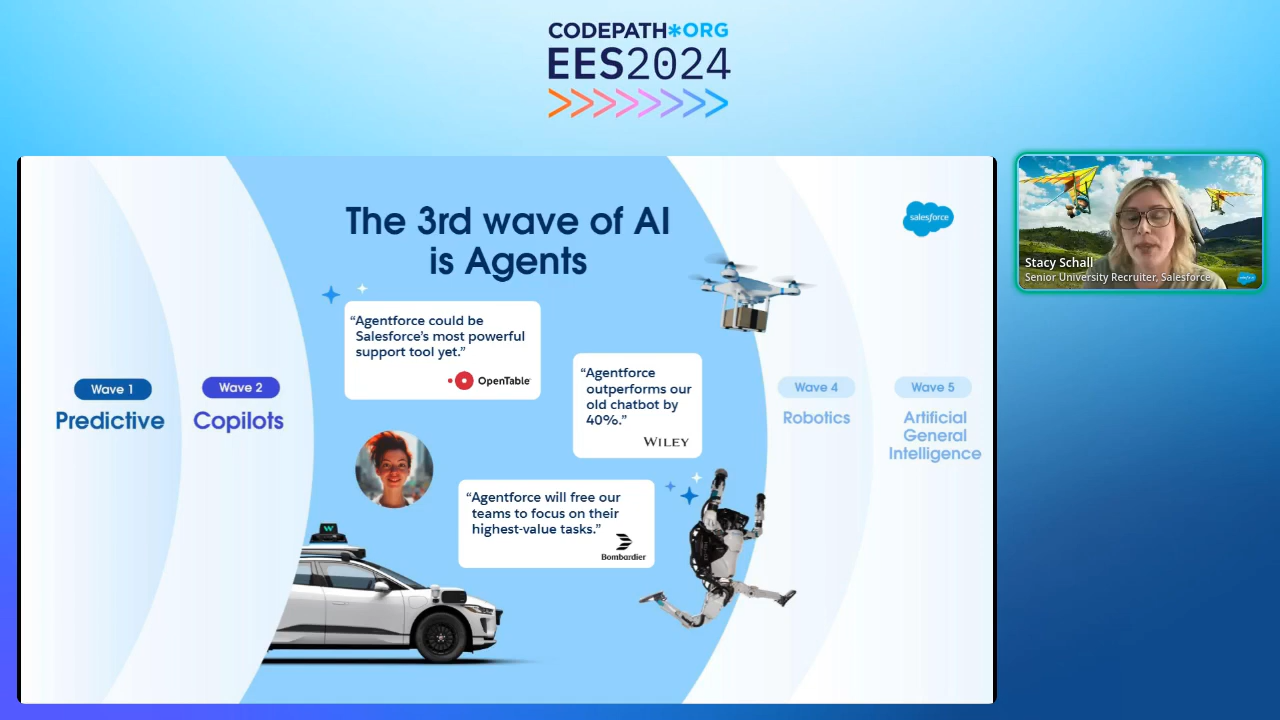 CODEPATH*ORG
EES2024
The 3rd wave of AI
is Agents
salesforce
“Agentforce could be
Salesforce’s most powerful
support tool yet.”
OpenTable
“Agentforce
outperforms our
old chatbot by
40%.”
WILEY
“Agentforce will free our
teams to focus on their
highest-value tasks.”
Bombardier
Wave 1
Predictive
Wave 2
Copilots
Wave 4
Robotics
Wave 5
Artificial
General
Intelligence
W
Stacy Schall
Senior University Recruiter, Salesforce